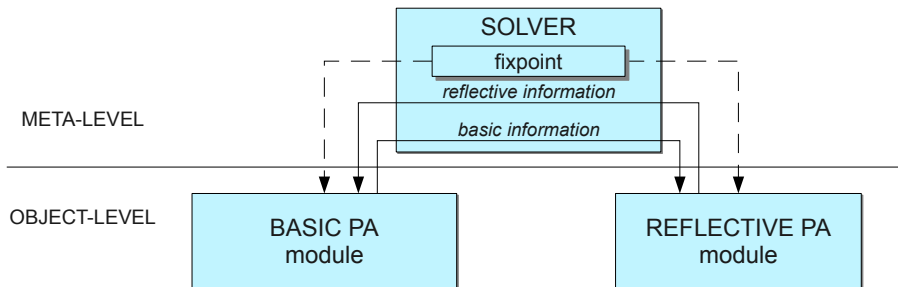 SOLVER
fixpoint
reflective information
META-LEVEL
basic information
OBJECT-LEVEL
BASIC PA
module
REFLECTIVE PA
module